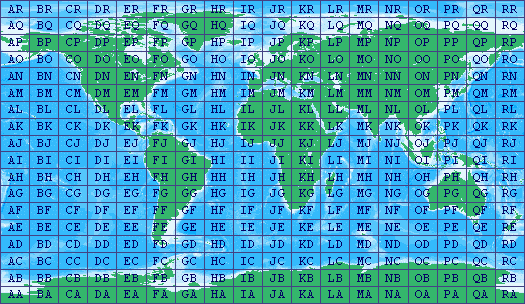 AR BR CR DR ER FR GR HR IR JR KR LR MR NR OR PR QR RR
AQ BQ CQ DQ EQ FQ GQ HQ IQ JQ KQ LQ MQ NQ OQ PQ QQ RQ
AP BP CP DP EP FP GP HP IP JP KP LP MP NP OP PP QP RP
AO BO CO DO EO FO GO HO IO JO KO LO MO NO OO PO QO RO
AN BN CN DN EN FN GN HN IN JN KN LN MN NN ON PN QN RN
AM BM CM DM EM FM GM HM IM JM KM LM MM NM OM PM QM RM
AL BL CL DL EL FL GL HL IL JL KL LL ML NL OL PL QL RL
AK BK CK DK EK FK GK HK IK JK KK LK MK NK OK PK QK RK
AJ BJ CJ DJ EJ FJ GJ HJ IJ JJ KJ LJ MJ NJ OJ PJ QJ RJ
AI BI CI DI EI FI GI HI II JI KI LI MI NI OI PI QI RI
AH BH CH DH EH FH GH HH IH JH KH LH MH NH OH PH QH RH
AG BG CG DG EG FG GG HG IG JG KG LG MG NG OG PG QG RG
AF BF CF DF EF FF GF HF IF JF KF LF MF NF OF PF QF RF
AE BE CE DE EE FE GE HE IE JE KE LE ME NE OE PE QE RE
AD BD CD DD ED FD GD HD ID JD KD LD MD ND OD PD QD RD
AC BC CC DC EC FC GC HC IC JC KC LC MC NC OC PC QC RC
AB BB CB DB EB FB GB HB IB JB KB LB MB NB OB PB QB RB
AA BA CA DA EA FA GA HA IA JA KA LA MA NA OA PA QA RA